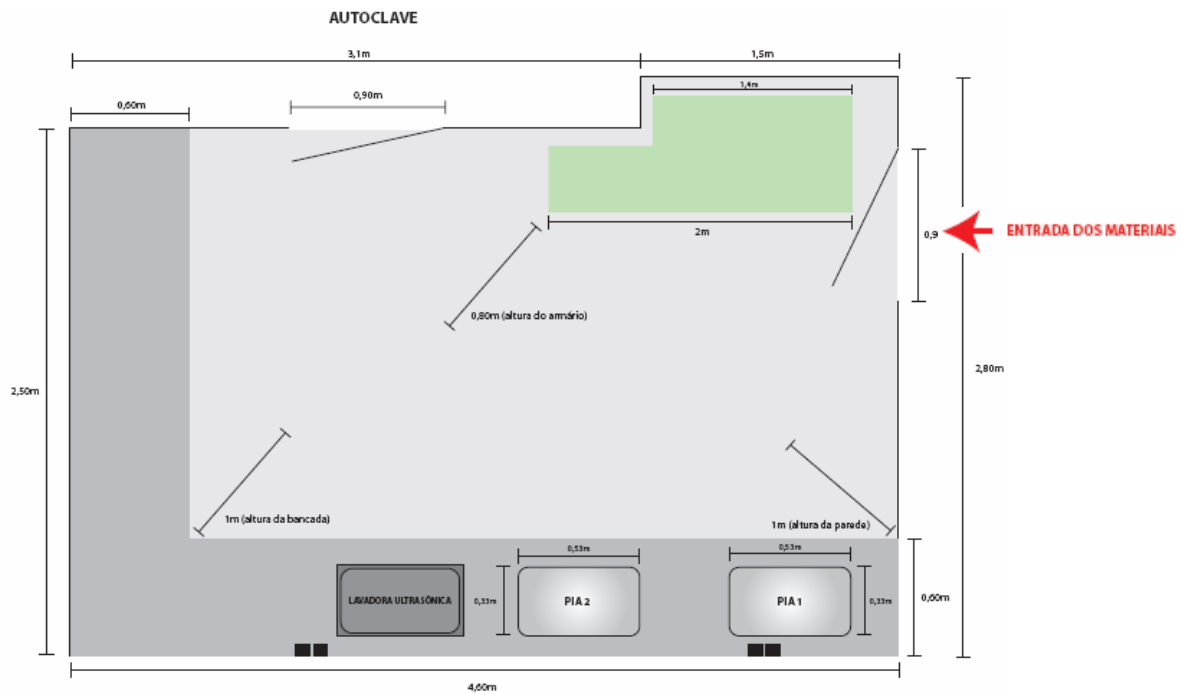 AUTOCLAVE
3,1m
1,5m
0,60m
0,90m
1,4m
2m
0,9
ENTRADA DOS MATERIAIS
0,80m (altura do armário)
2,50m
2,80m
1m (altura da bancada)
1m (altura da parede)
0,53m
0,53m
LAVADORA ULTRASÔNICA
0,33m
PIA 2
PIA 1
0,33m
0,60m
4,60m